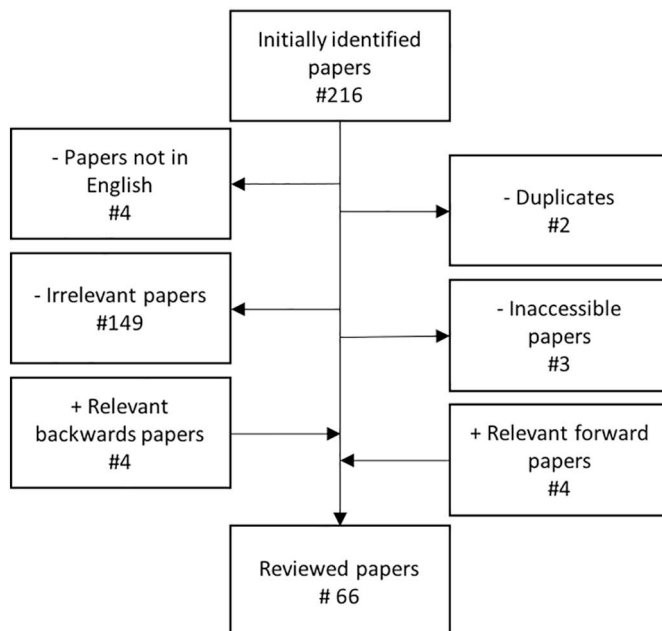 Initially identified
papers
#216
- Papers not in
English
#4
- Duplicates
#2
- Irrelevant papers
#149
- Inaccessible
papers
#3
+ Relevant
backwards papers
#4
+ Relevant forward
papers
#4
Reviewed papers
# 66